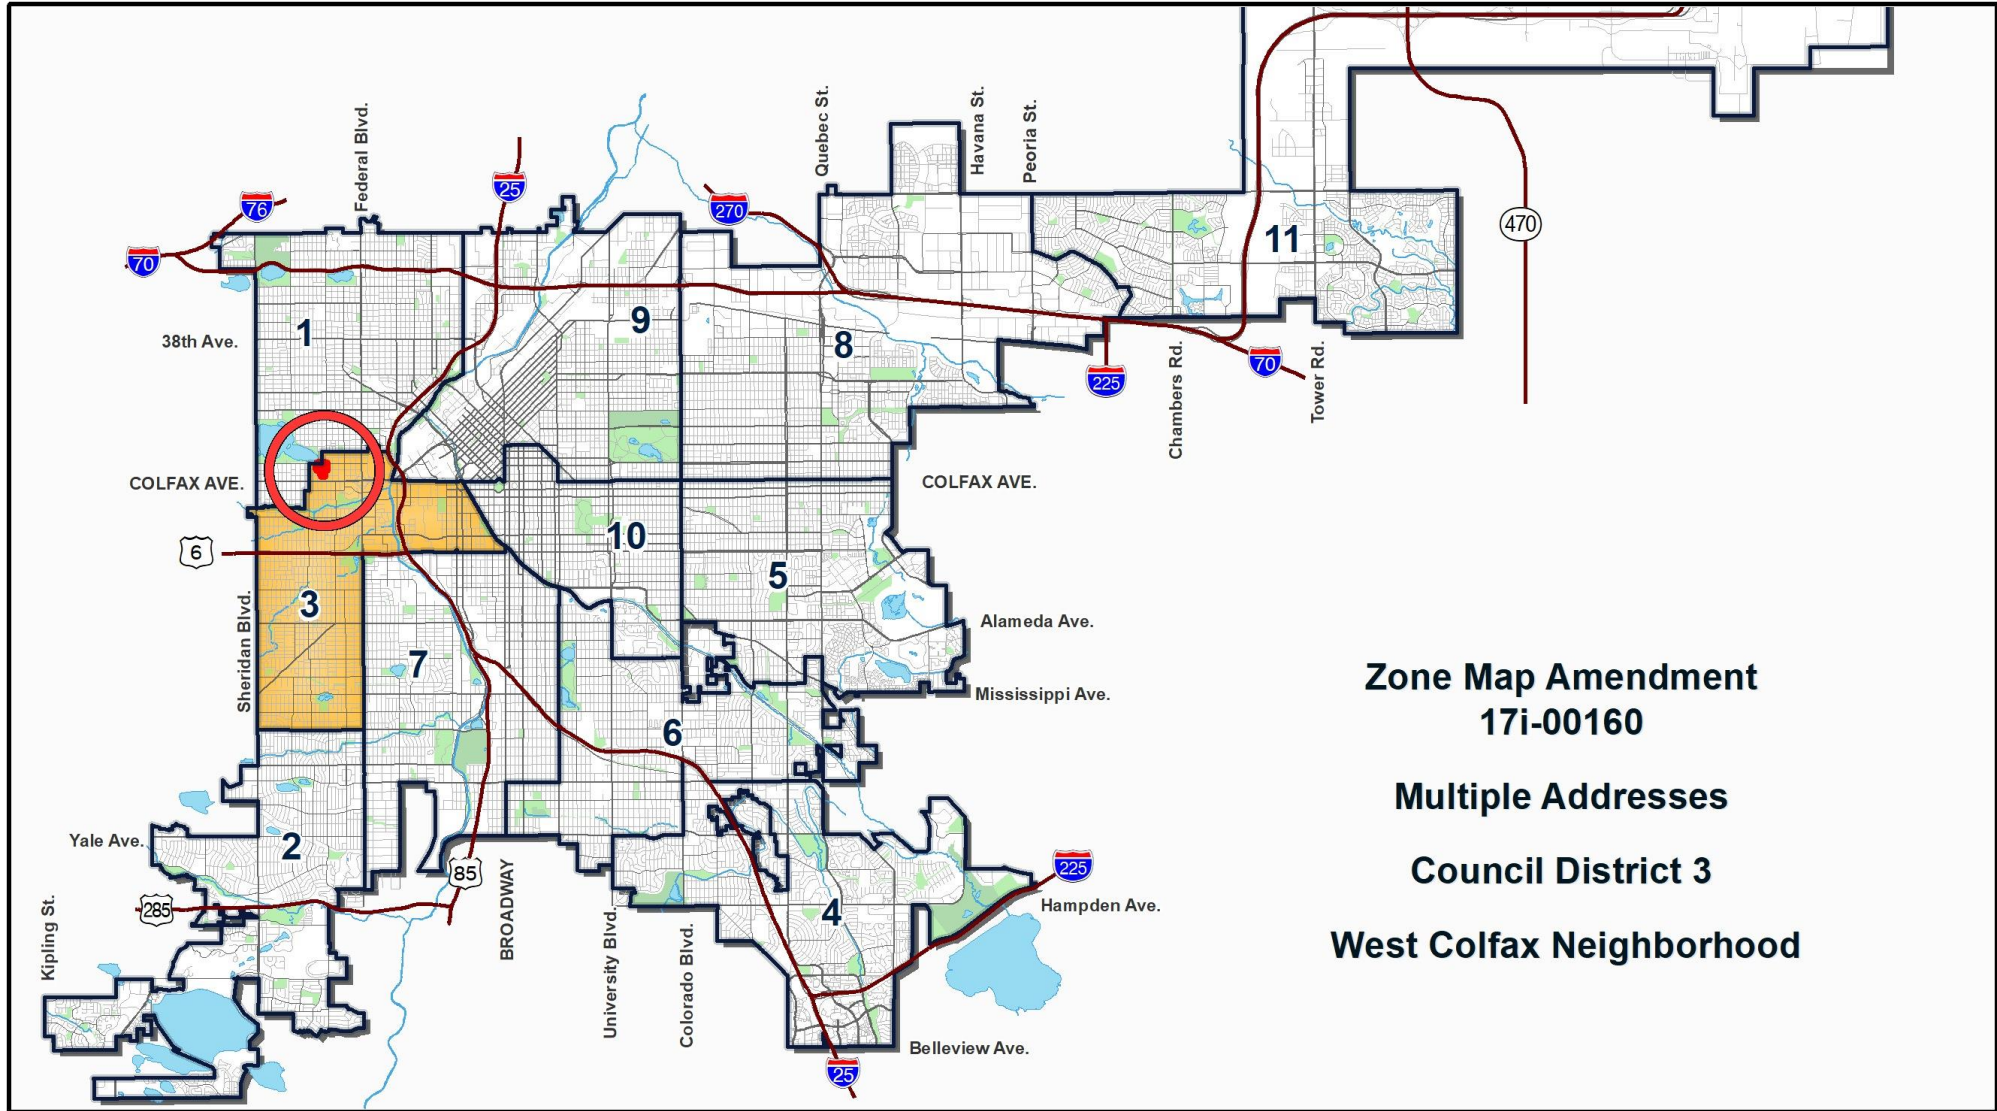 Federal Blvd.
Quebec St.
Havana St.
Peoria St.
25
76
270
470
70
11
9
1
38th Ave.
8
Chambers Rd.
Tower Rd.
70
225
COLFAX AVE.
COLFAX AVE.
10
6
5
3
Sheridan Blvd.
Alameda Ave.
7
Mississippi Ave.
6
Zone Map Amendment
17i-00160
Multiple Addresses
Council District 3
West Colfax Neighborhood
Yale Ave.
2
85
BROADWAY
225
285
Hampden Ave.
4
Kipling St.
University Blvd.
Colorado Blvd.
Belleview Ave.
25